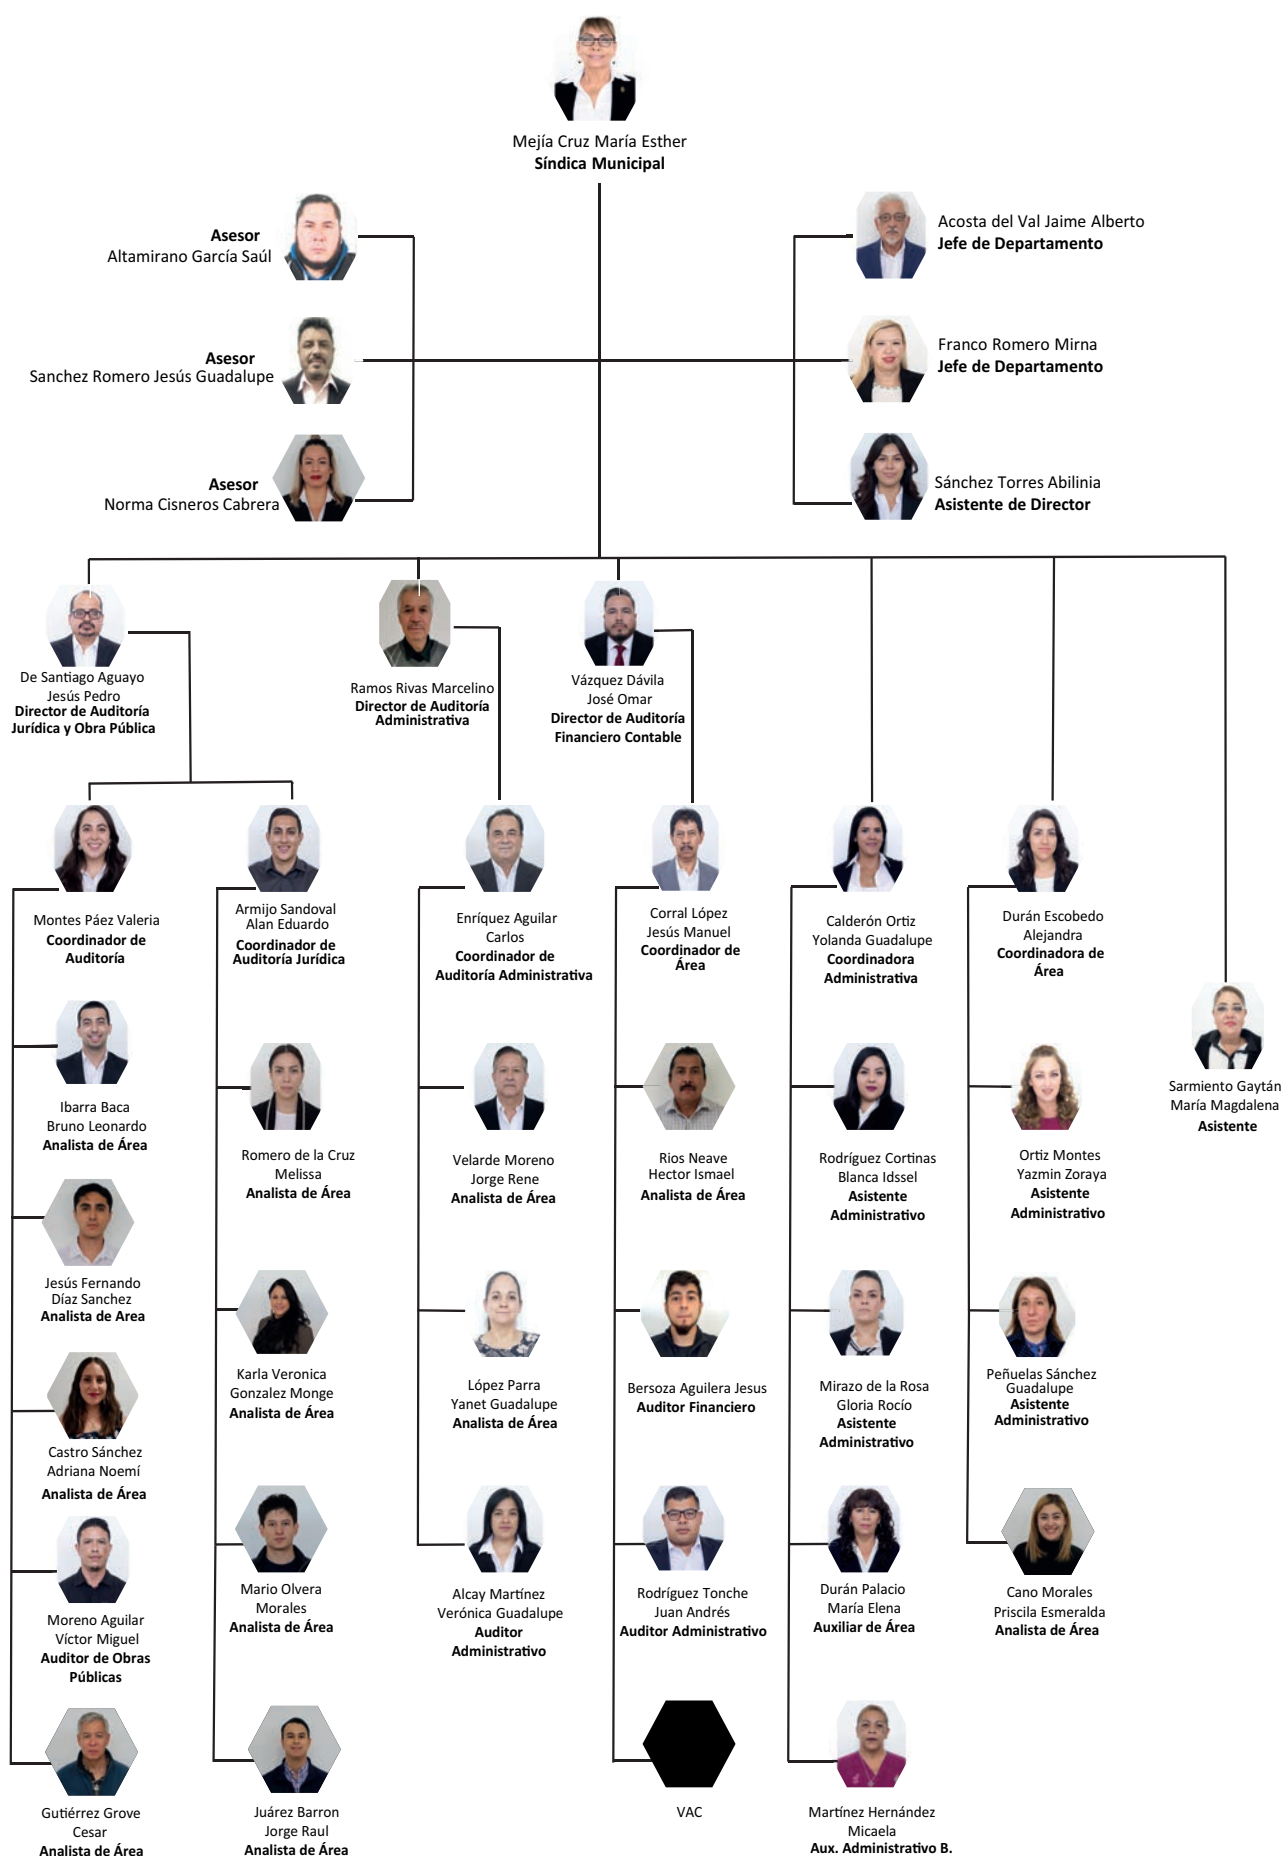 Mejía Cruz María Esther
Síndica Municipal
Asesor
Altamirano García Saúl
Acosta del Val Jaime Alberto
Jefe de Departamento
Asesor
Sanchez Romero Jesús Guadalupe
Franco Romero Mirna
Jefe de Departamento
Asesor
Norma Cisneros Cabrera
Sánchez Torres Abilinia
Asistente de Director
De Santiago Aguayo
Jesús Pedro
Director de Auditoría
Jurídica y Obra Pública
Ramos Rivas Marcelino
Director de Auditoría
Administrativa
Vázquez Dávila
José Omar
Director de Auditoría
Financiero Contable
Montes Páez Valeria
Coordinador de
Auditoría
Armijo Sandoval
Alan Eduardo
Coordinador de
Auditoría Jurídica
Enríquez Aguilar
Carlos
Coordinador de
Auditoría Administrativa
Corral López
Jesús Manuel
Coordinador de
Área
Calderón Ortiz
Yolanda Guadalupe
Coordinadora
Administrativa
Durán Escobedo
Alejandra
Coordinadora de
Área
Sarmiento Gaytán
María Magdalena
Asistente
Ibarra Baca
Bruno Leonardo
Analista de Área
Romero de la Cruz
Melissa
Analista de Área
Velarde Moreno
Jorge Rene
Analista de Área
Rios Neave
Hector Ismael
Analista de Área
Rodríguez Cortinas
Blanca Idssel
Asistente
Administrativo
Ortiz Montes
Yazmin Zoraya
Asistente
Administrativo
Jesús Fernando
Díaz Sanchez
Analista de Area
Karla Veronica
Gonzalez Monge
Analista de Área
López Parra
Yanet Guadalupe
Analista de Área
Bersoza Aguilera Jesus
Auditor Financiero
Mirazo de la Rosa
Gloria Rocío
Asistente
Administrativo
Peñuelas Sánchez
Guadalupe
Asistente
Administrativo
Castro Sánchez
Adriana Noemí
Analista de Área
Mario Olvera
Morales
Analista de Área
Alcay Martínez
Verónica Guadalupe
Auditor
Administrativo
Rodríguez Tonche
Juan Andrés
Auditor Administrativo
Durán Palacio
María Elena
Auxiliar de Área
Cano Morales
Priscila Esmeralda
Analista de Área
Moreno Aguilar
Víctor Miguel
Auditor de Obras
Públicas
Gutiérrez Grove
Cesar
Analista de Área
Juárez Barron
Jorge Raul
Analista de Área
VAC
Martínez Hernández
Micaela
Aux. Administrativo B.